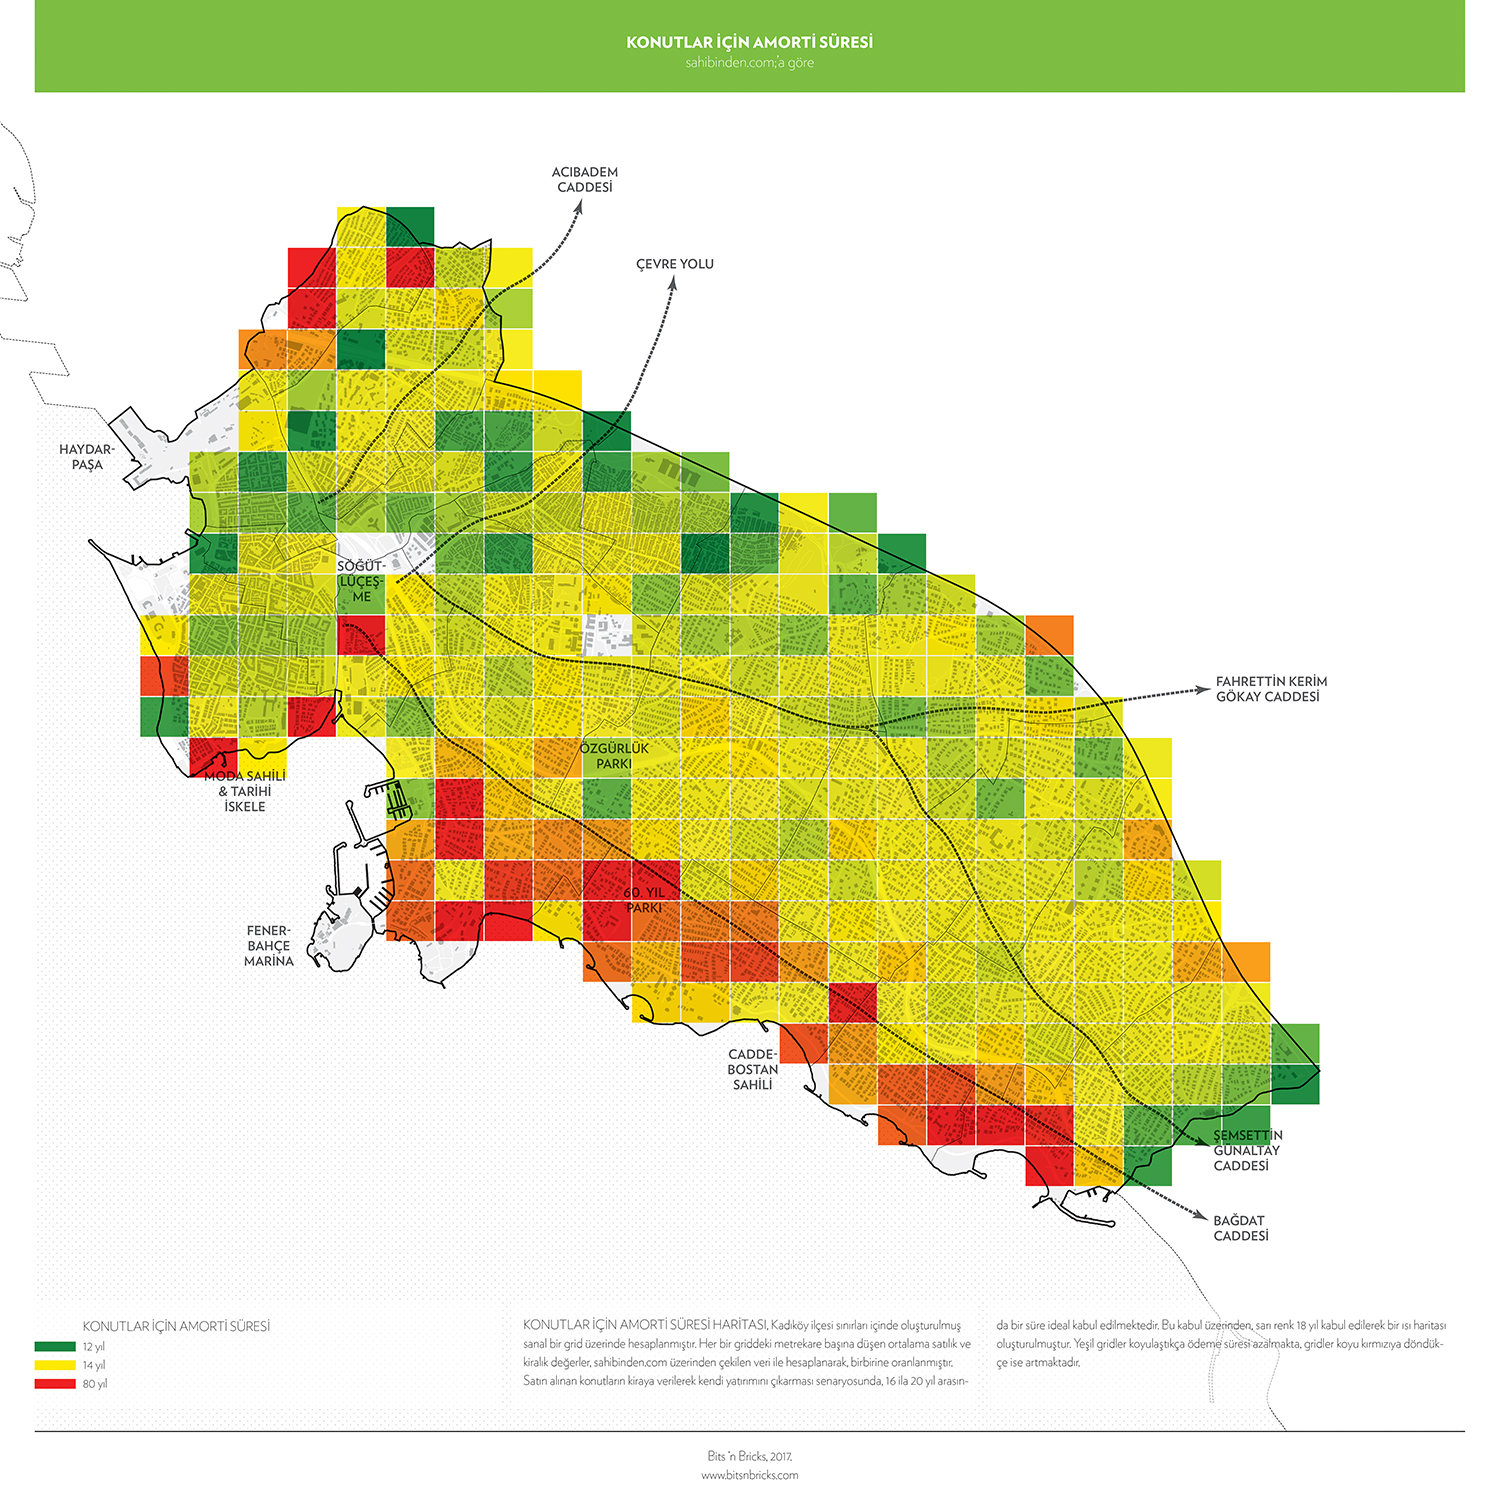 KONUTLAR İÇİN AMORTİ SÜRESİ
sahibinden.com;'a göre
ACIBADEM
CADDESİ
ÇEVRE YOLU
HAYDAR-
PAŞA
SÖĞÜT-
LÜÇEŞ-
ME
FAHRETTİN KERİM
GÖKAY CADDESİ
ÖZGÜRLÜK
PARKI
MODA SAHİLİ
& TARİHİ
İSKELE
60. YIL
PARKI
FENER-
BAHÇE
MARİNA
CADDE-
BOSTAN
SAHİLİ
ŞEMSETTİN
GÜNALTAY
CADDESİ
BAĞDAT
CADDESİ
KONUTLAR İÇİN AMORTİ SÜRESİ
12 yıl
14 yıl
80 yıl
KONUTLAR İÇİN AMORTİ SÜRESİ HARİTASI, Kadıköy ilçesi sınırları içinde oluşturulmuş
sanal bir grid üzerinde hesaplanmıştır. Her bir griddeki metrekare başına düşen ortalama satılık ve
kiralık değerler, sahibinden.com üzerinden çekilen veri ile hesaplanarak, birbirine oranlanmıştır.
Satın alınan konutların kiraya verilerek kendi yatırımını çıkarması senaryosunda, 16 ila 20 yıl arasın-
da bir süre ideal kabul edilmektedir. Bu kabul üzerinden, sarı renk 18 yıl kabul edilerek bir ısı haritası
oluşturulmuştur. Yeşil gridler koyulaştıkça ödeme süresi azalmakta, gridler koyu kırmızıya döndük-
çe ise artmaktadır.
Bits 'n Bricks, 2017.
www.bitsnbricks.com